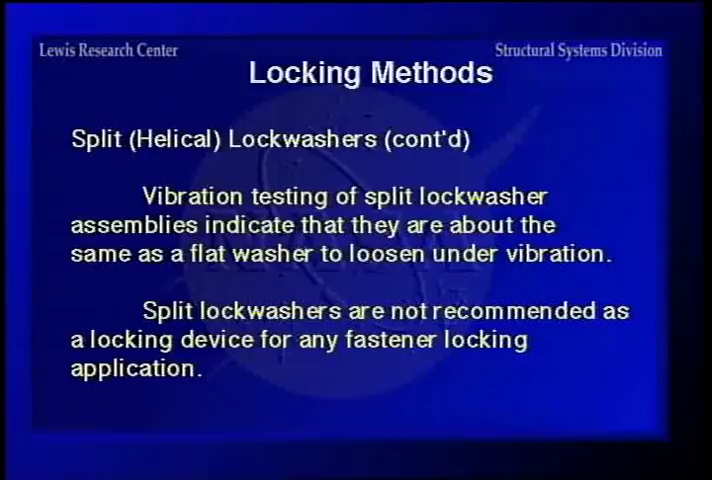 Lewis Research Center
Structural Systems Division
Locking Methods
Split (Helical) Lockwashers (cont'd)
Vibration testing of split lockwasher
assemblies indicate that they are about the
same as a flat washer to loosen under vibration.
Split lockwashers are not recommended as
a locking device for any fastener locking
application.